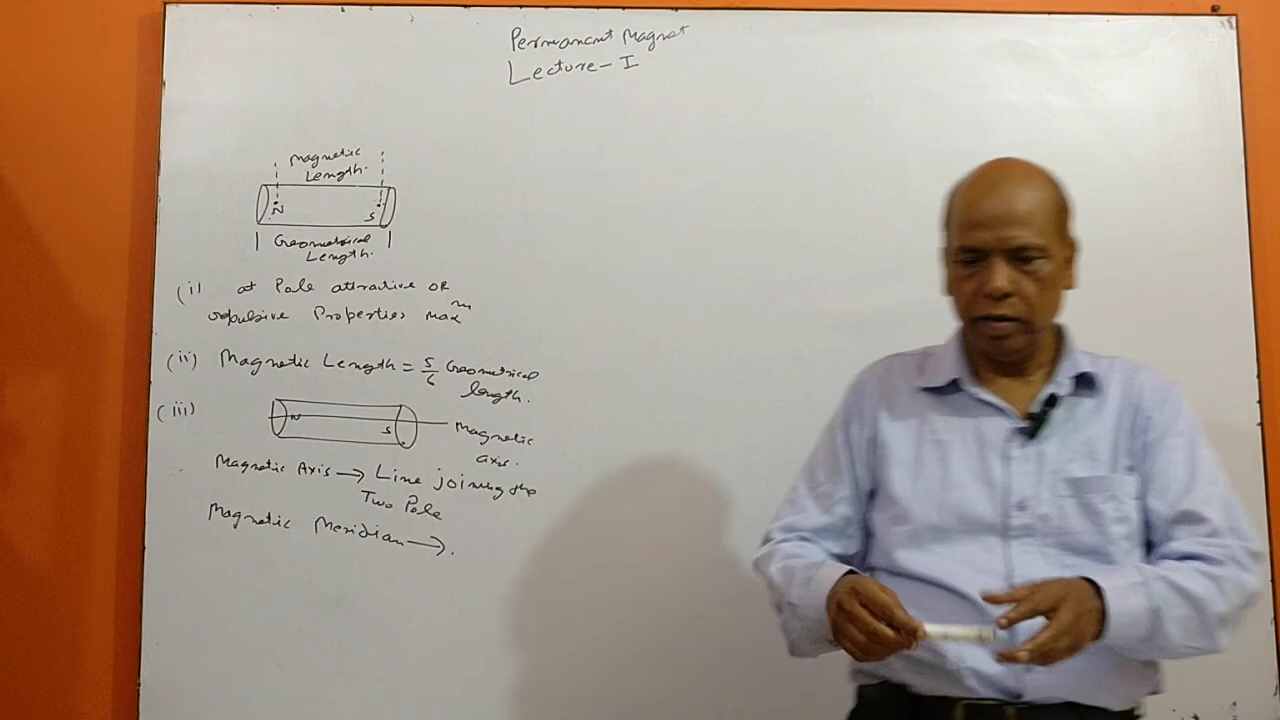 Permanent Magnet
Lecture - I
Magnetic
Length.
N S
Geometrical
Length.
(i) at Pole attractive OR
repulsive Properties maxm
(ii) Magnetic Length = 5/6 Geometrical
length.
(iii) N S Magnetic
axis.
Magnetic Axis → Line joining the
Two Pole
Magnetic Meridian → .